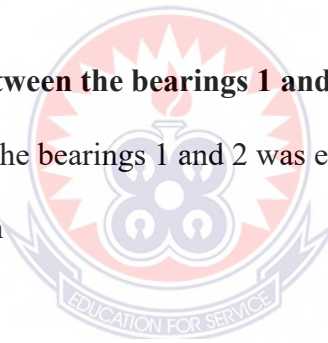 tween the bearings 1 and
he bearings 1 and 2 was e
EDUCATION FOR SERVICE